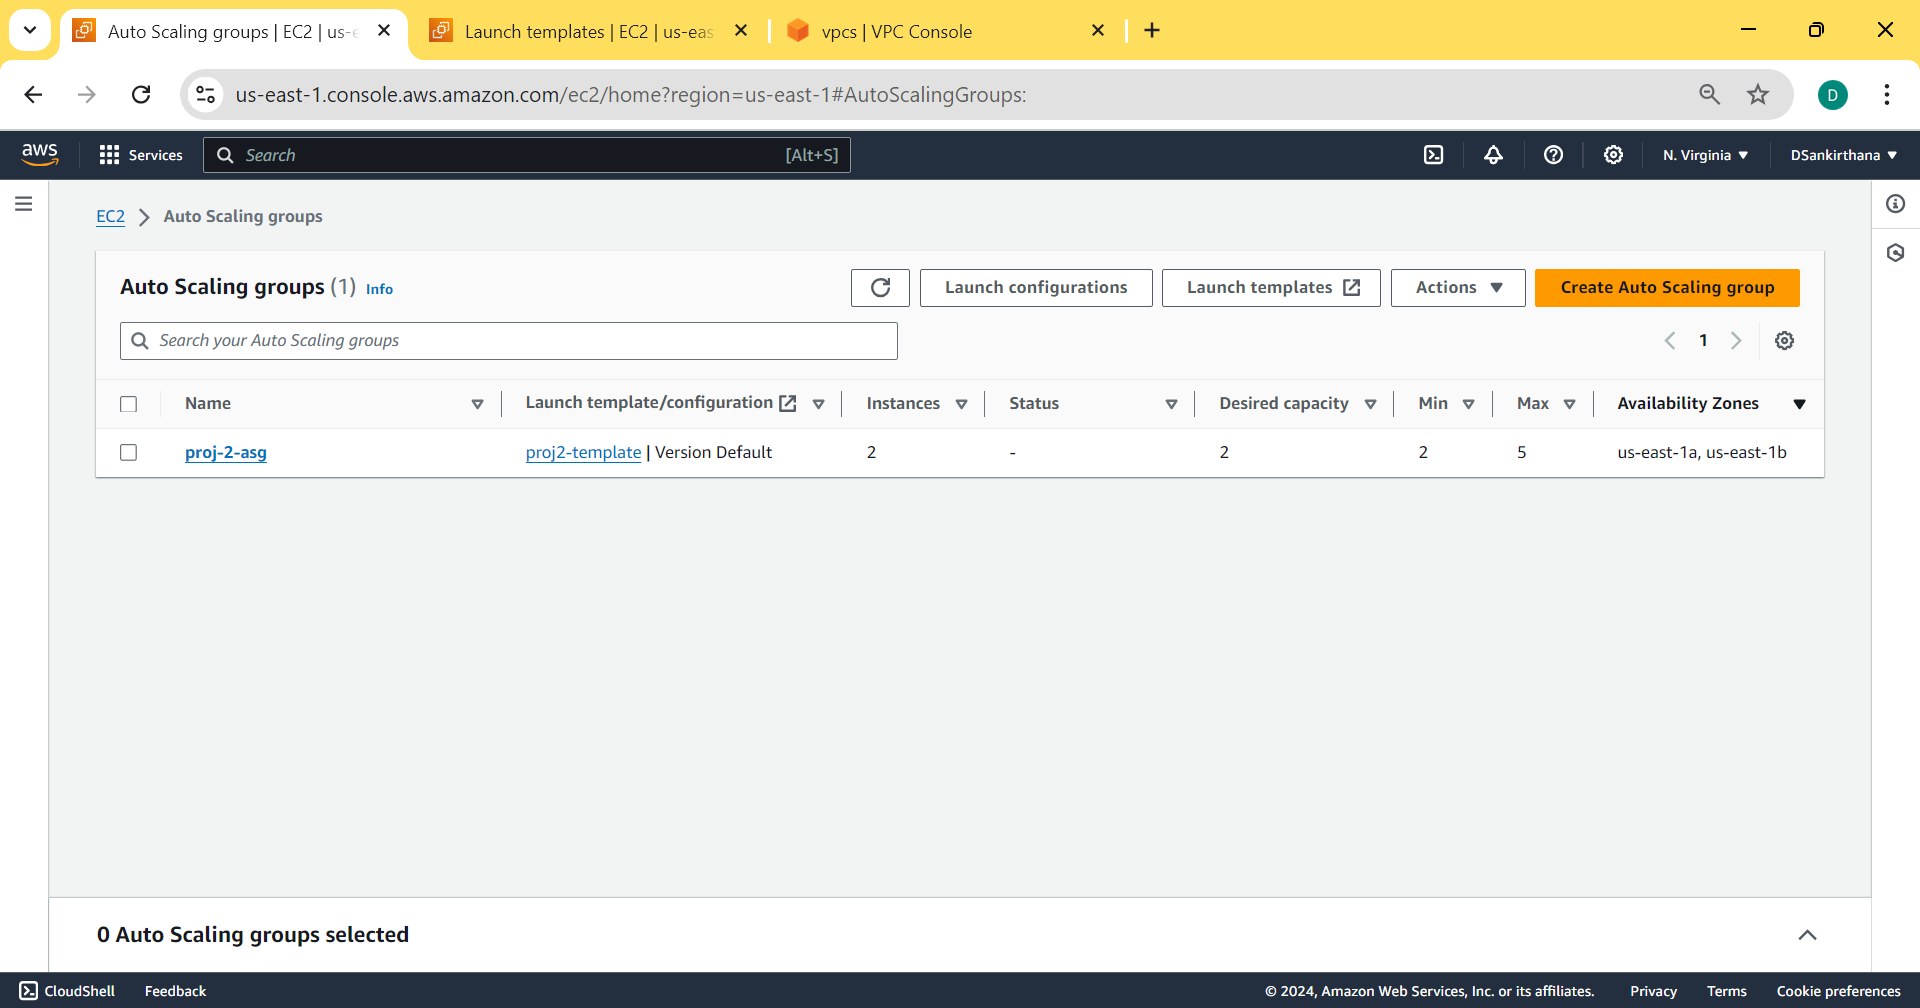 Auto Scaling groups | EC2 | us-e
Launch templates | EC2 | us-eas
vpcs | VPC Console
us-east-1.console.aws.amazon.com/ec2/home?region=us-east-1#AutoScalingGroups:
D
aws
Services
Search
[Alt+S]
N. Virginia
DSankirthana
EC2 > Auto Scaling groups
Auto Scaling groups (1) Info
Launch configurations
Launch templates
Actions
Create Auto Scaling group
Search your Auto Scaling groups
1
Name Launch template/configuration Instances Status Desired capacity Min Max Availability Zones
proj-2-asg proj2-template | Version Default 2 - 2 2 5 us-east-1a, us-east-1b
0 Auto Scaling groups selected
CloudShell Feedback © 2024, Amazon Web Services, Inc. or its affiliates. Privacy Terms Cookie preferences